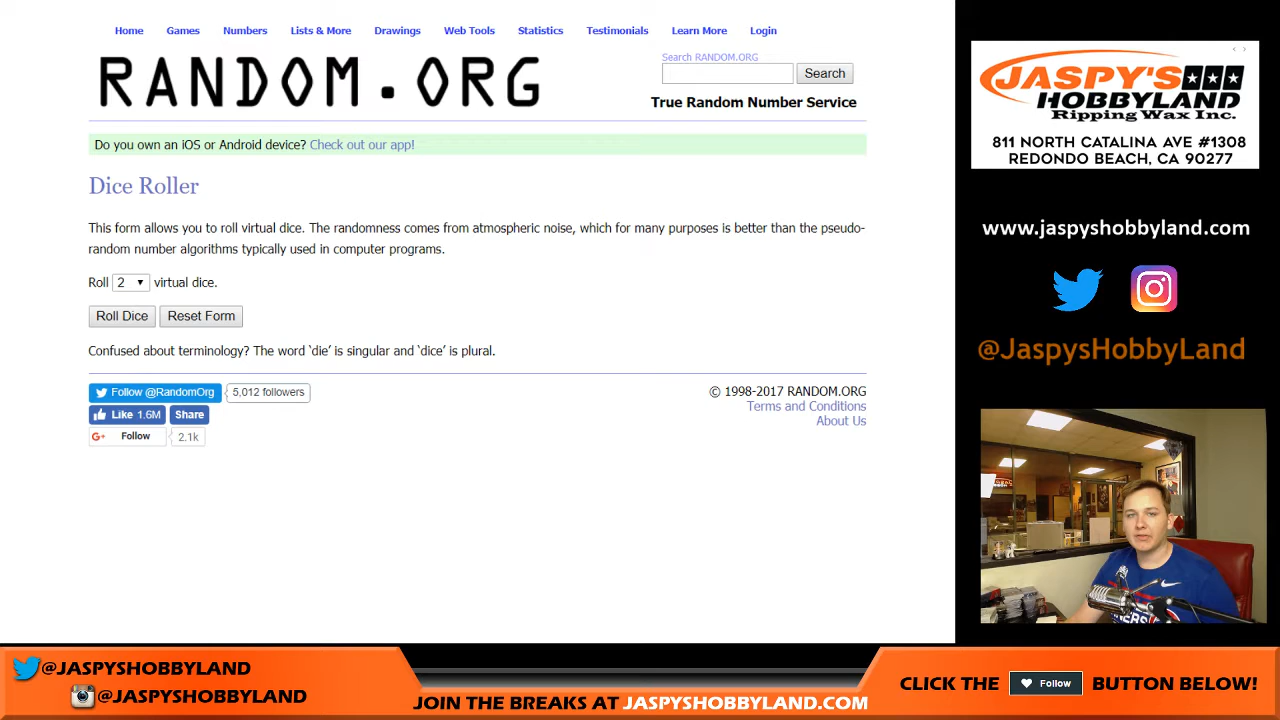 Home Games Numbers Lists & More Drawings Web Tools Statistics Testimonials Learn More Login
RANDOM.ORG
Search RANDOM.ORG
Search
True Random Number Service
Do you own an iOS or Android device? Check out our app!
Dice Roller
This form allows you to roll virtual dice. The randomness comes from atmospheric noise, which for many purposes is better than the pseudo-
random number algorithms typically used in computer programs.
Roll 2 virtual dice.
Roll Dice Reset Form
Confused about terminology? The word ‘die’ is singular and ‘dice’ is plural.
Follow @RandomOrg 5,012 followers
Like 1.6M Share
G+ Follow 2.1k
© 1998-2017 RANDOM.ORG
Terms and Conditions
About Us
JASPY'S
HOBBYLAND
Ripping Wax Inc.
811 NORTH CATALINA AVE #1308
REDONDO BEACH, CA 90277
www.jaspyshobbyland.com
@JaspysHobbyLand
@JASPYSHOBBYLAND
@JASPYSHOBBYLAND
JOIN THE BREAKS AT JASPYSHOBBYLAND.COM
CLICK THE Follow BUTTON BELOW!